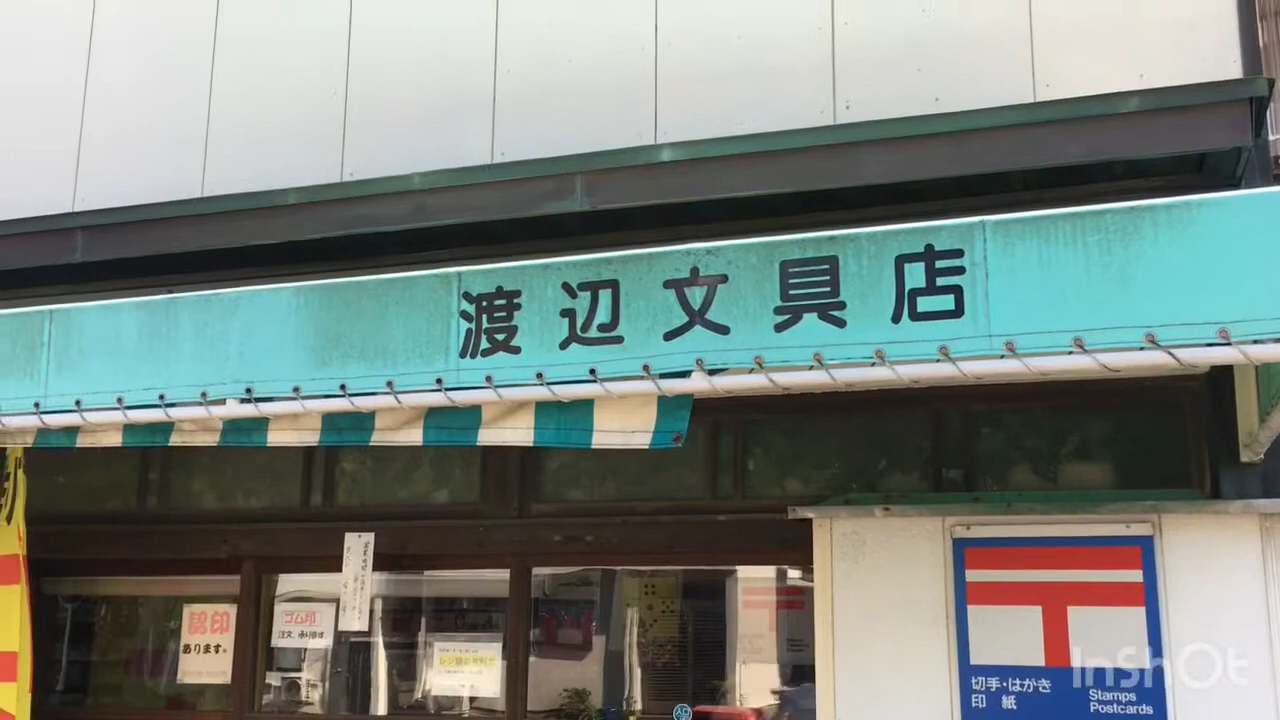 渡辺文具店
認印
あります。
ゴム印
注文、承ります
切手・はがき
印紙
Stamps
Postcards
InShOt